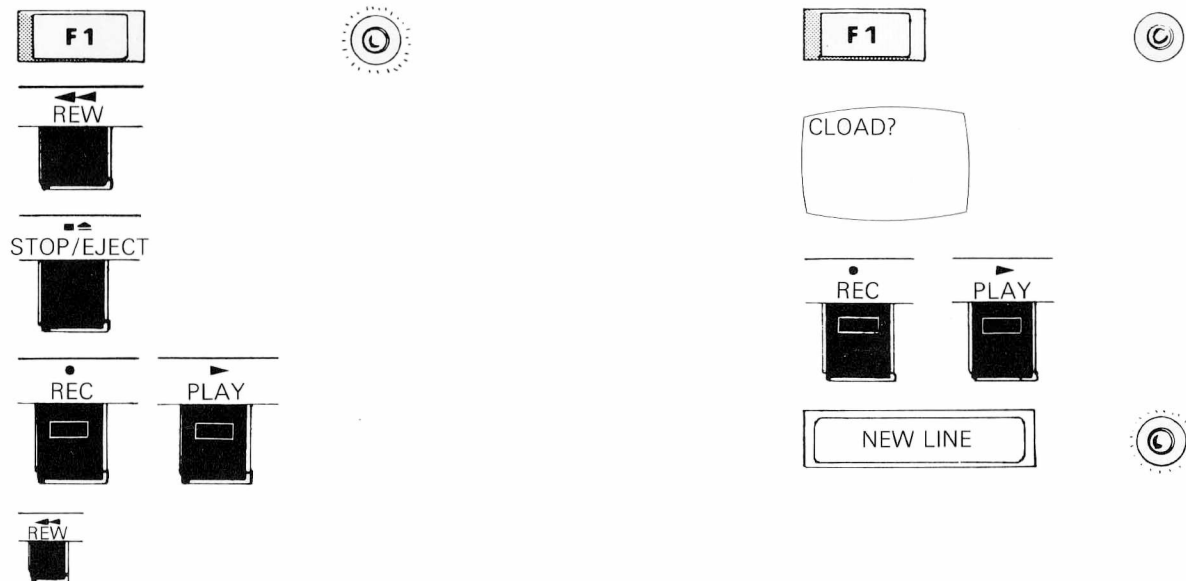 F1
REW
STOP/EJECT
REC PLAY
REW
F1
CLOAD?
REC PLAY
NEW LINE